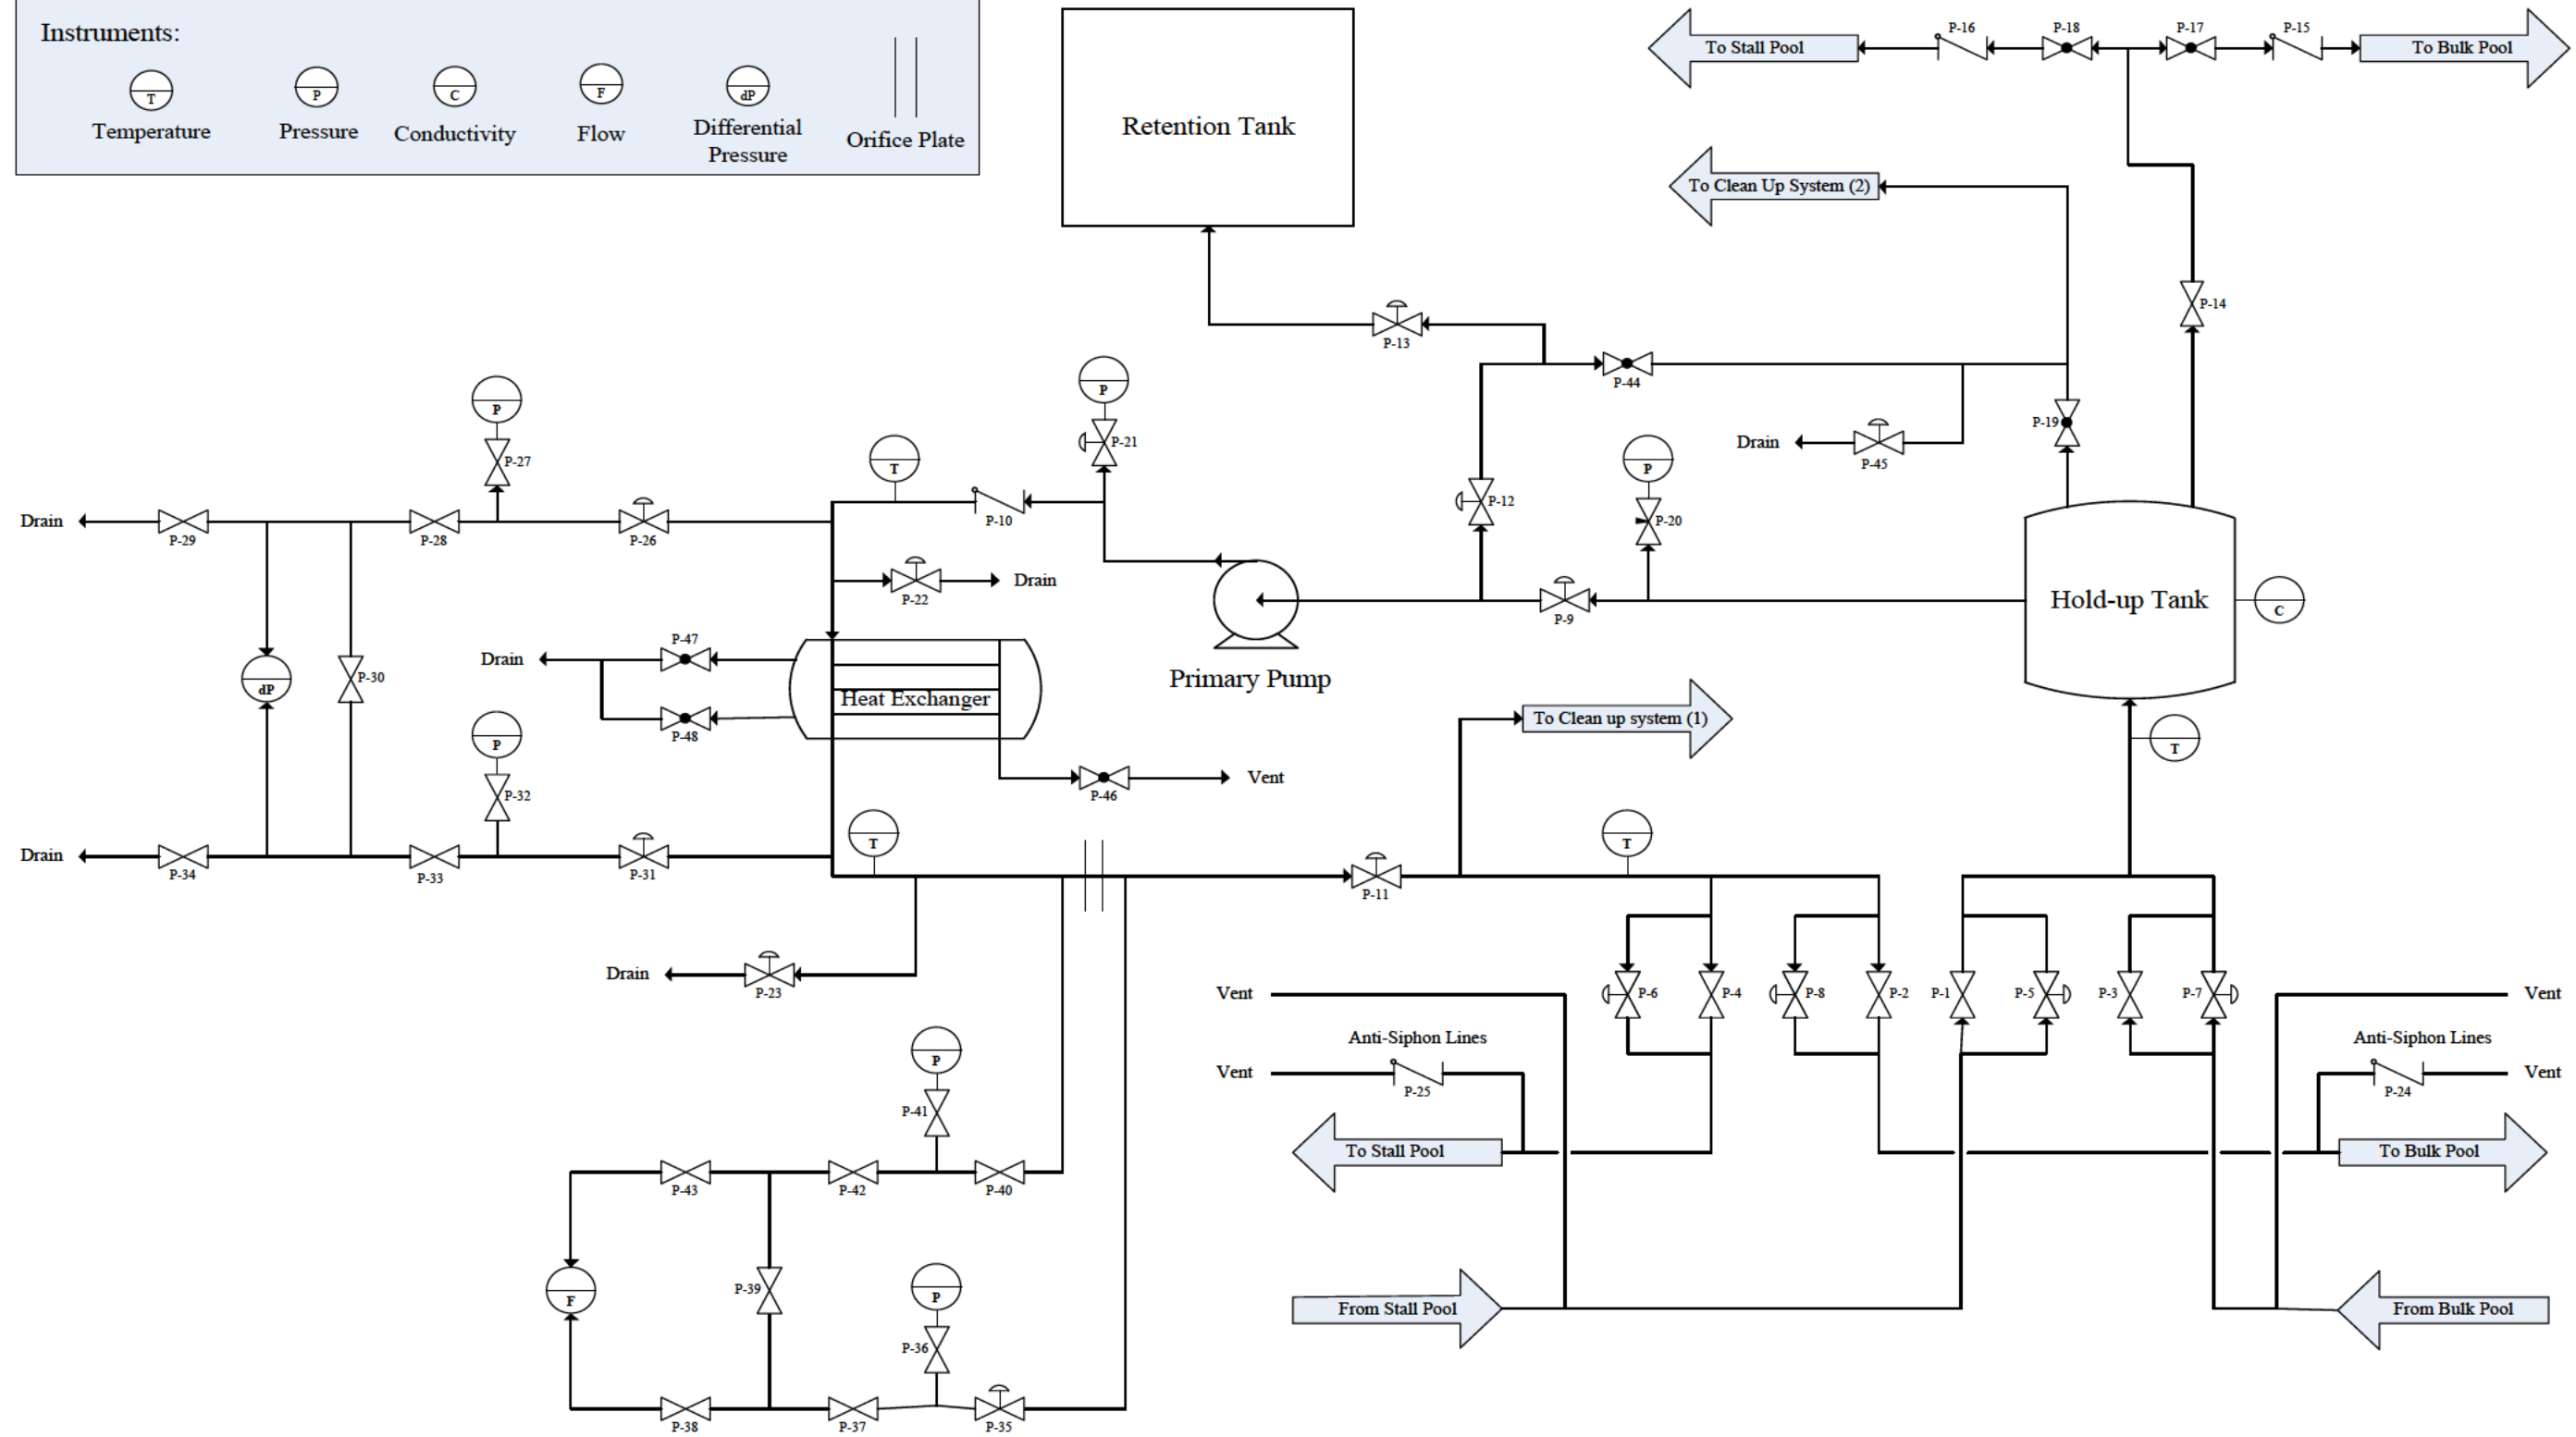 Instruments:
T
P
C
F
dP
Temperature
Pressure
Conductivity
Flow
Differential
Pressure
Orifice Plate
Retention Tank
To Stall Pool
P-16
P-18
P-17
P-15
To Bulk Pool
To Clean Up System (2)
P-14
P-13
P-44
P-19
Drain
P-45
P
P-21
P
P-27
T
P-10
P
P-20
P-12
Drain
P-29
P-28
P-26
P-22
Drain
P-9
Primary Pump
Hold-up Tank
C
dP
P-30
Drain
P-47
P-48
Heat Exchanger
P-46
Vent
To Clean up system (1)
T
P
P-32
Drain
P-34
P-33
P-31
T
P-11
T
Drain
P-23
P-6
P-4
P-8
P-2
P-1
P-5
P-3
P-7
Vent
Vent
Anti-Siphon Lines
Anti-Siphon Lines
Vent
P-25
P-24
Vent
To Stall Pool
To Bulk Pool
P
P-41
P-43
P-42
P-40
F
P-39
P
P-36
P-38
P-37
P-35
From Stall Pool
From Bulk Pool